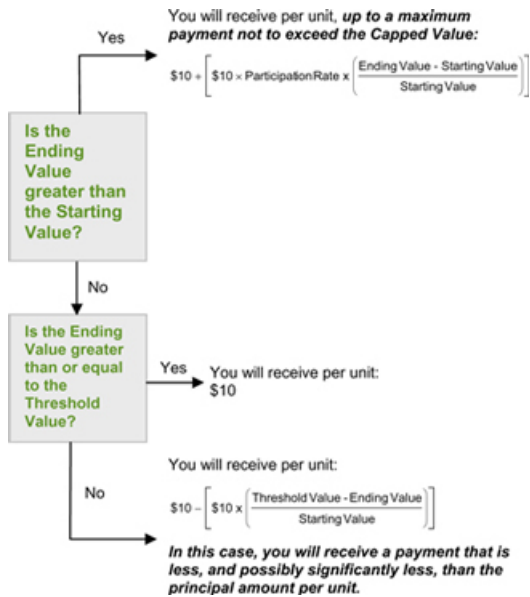 Yes
You will receive per unit, up to a maximum
payment not to exceed the Capped Value:
$10 + [ $10 × Participation Rate x ( Ending Value - Starting Value / Starting Value ) ]
Is the
Ending
Value
greater than
the Starting
Value?
No
Is the Ending
Value greater
than or equal
to the
Threshold
Value?
Yes
You will receive per unit:
$10
No
You will receive per unit:
$10 – [ $10 x ( Threshold Value - Ending Value / Starting Value ) ]
In this case, you will receive a payment that is
less, and possibly significantly less, than the
principal amount per unit.